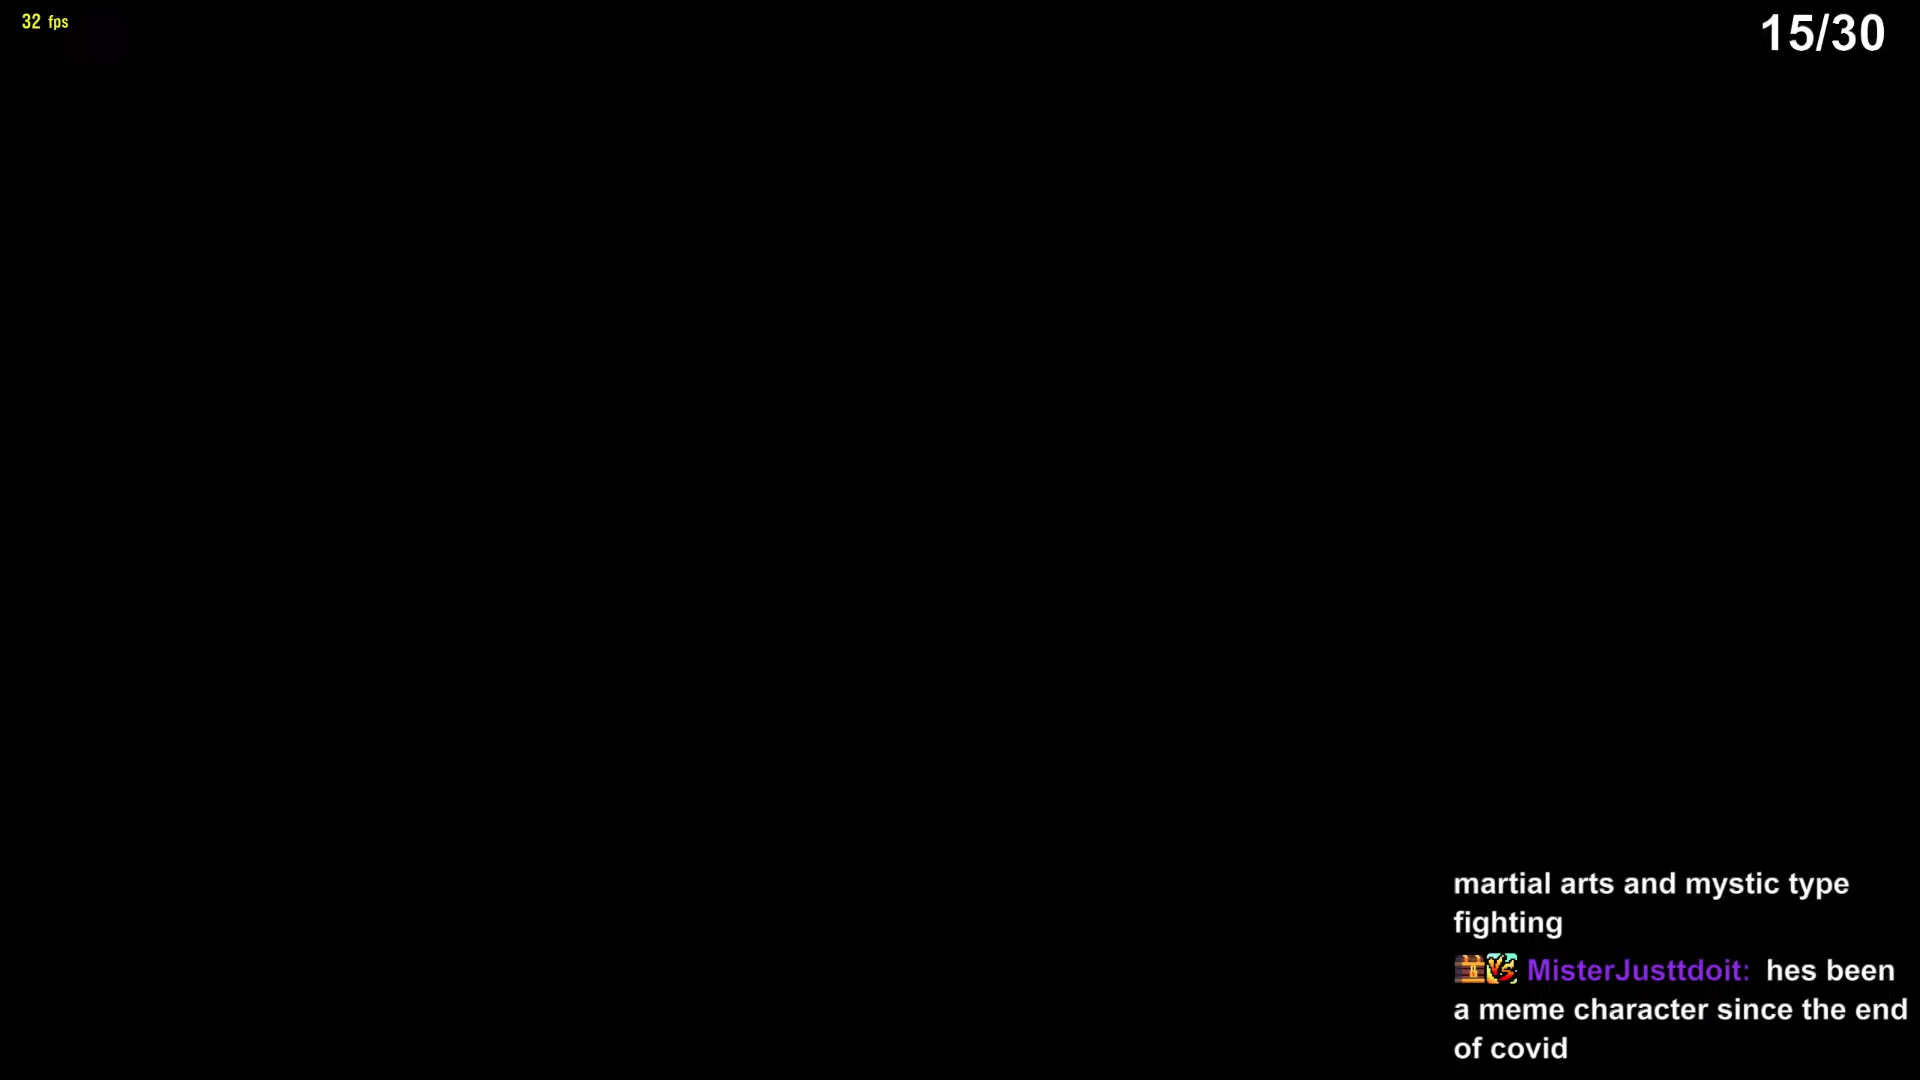 32 fps
15/30
martial arts and mystic type
fighting
MisterJusttdoit: hes been
a meme character since the end
of covid